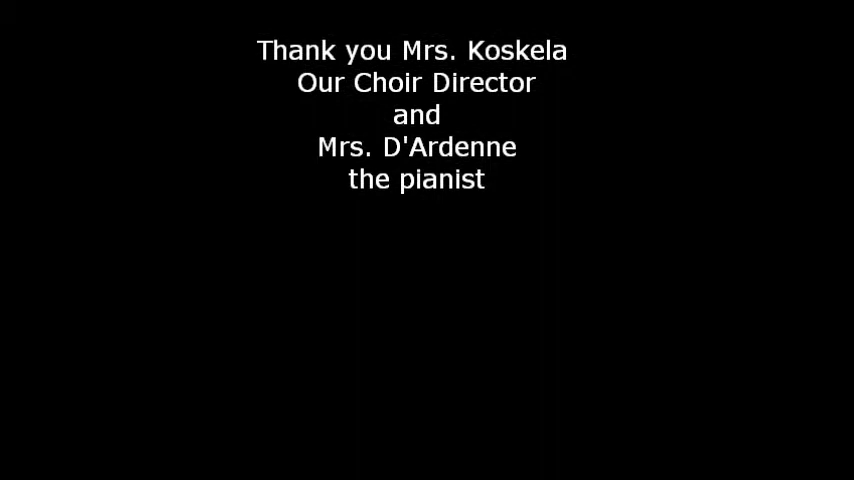 Thank you Mrs. Koskela
Our Choir Director
and
Mrs. D'Ardenne
the pianist